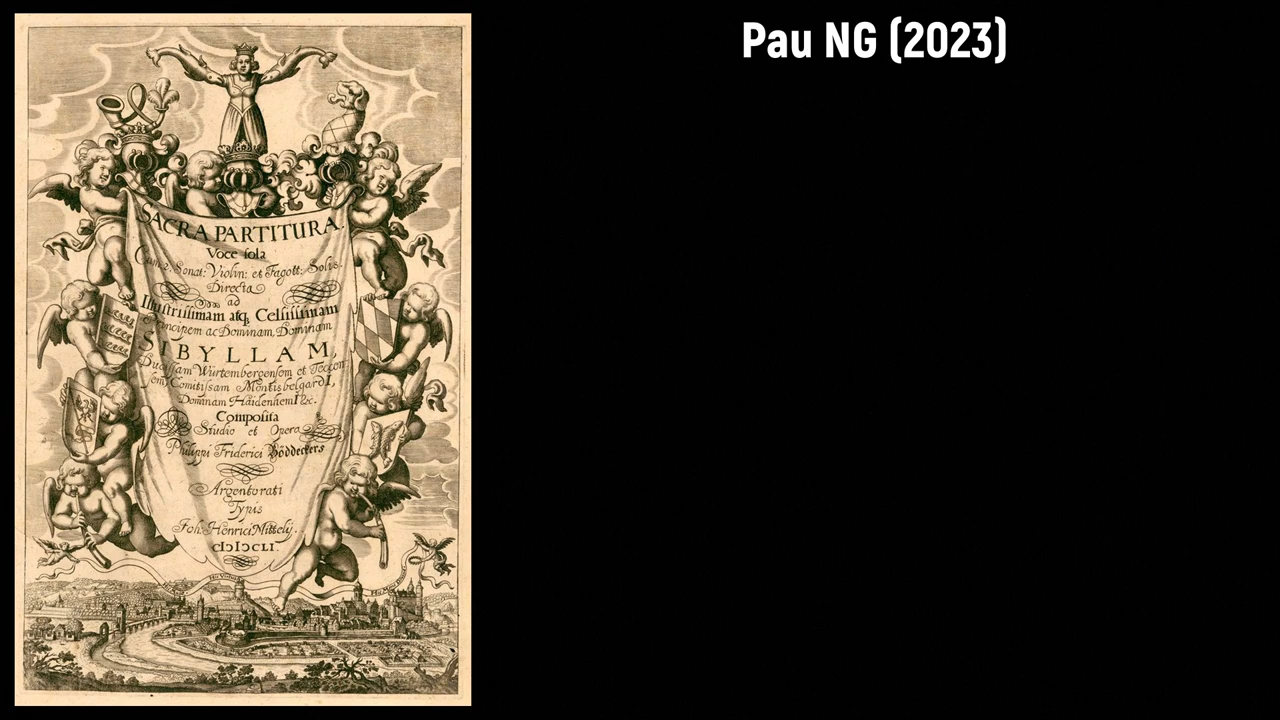 Pau NG (2023)
SACRA PARTITURA.
Voce sola
Cum 2. Sonat: Violin: et Fagott: Solis.
Directa
ad
Illustrissimam atq Celsissimam
Principem ac Dominam, Dominam
SIBYLLAM,
Ducissam Würtembergensem et Teccen-
sem, Comitissam Montisbelgardi,
Dominam Haidenhemii &c.
Composita
Studio et Opera
Philippi Friderici Böddeckers
Argentorati
Typis
Joh. Henrici Mittelij.
CIↃIↃCLI.